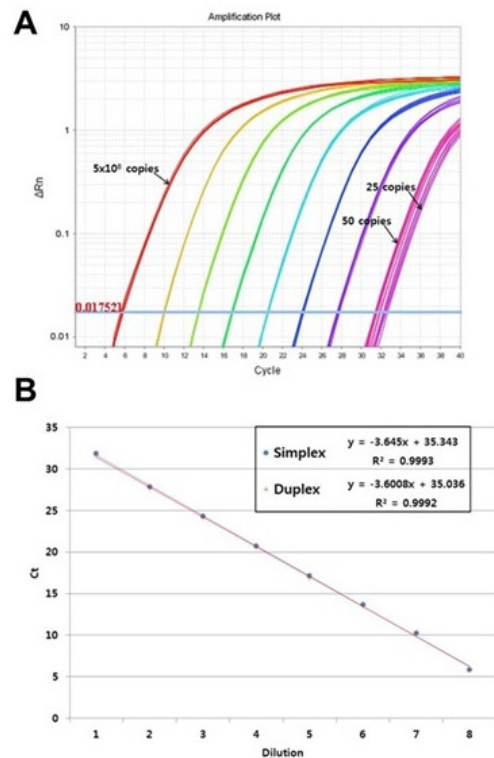 A
Amplification Plot
10
1
0.1
0.01
ΔRn
5x10⁸ copies
25 copies
50 copies
0.017521
2 4 6 8 10 12 14 16 18 20 22 24 26 28 30 32 34 36 38 40
Cycle
B
35
30
25
20
15
10
5
0
Ct
Simplex y = -3.645x + 35.343
R² = 0.9993
Duplex y = -3.6008x + 35.036
R² = 0.9992
1 2 3 4 5 6 7 8
Dilution